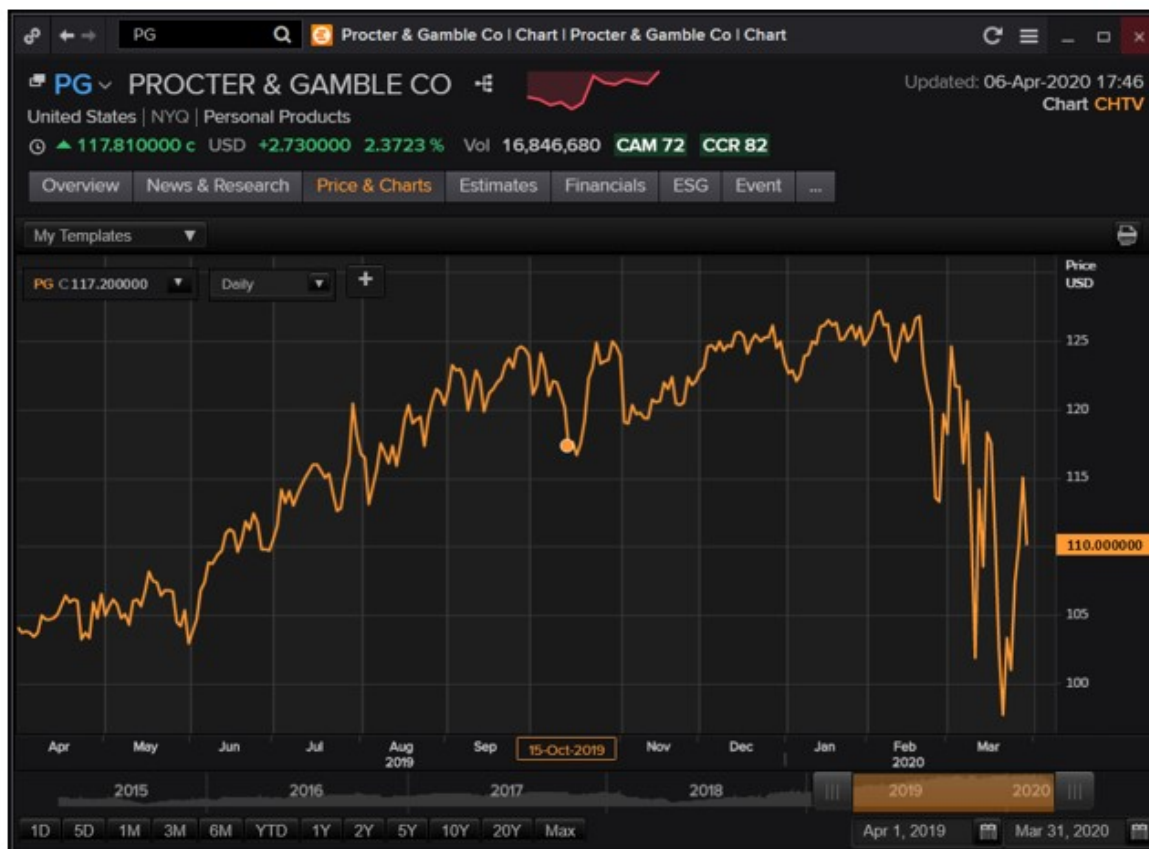 PG Procter & Gamble Co | Chart | Procter & Gamble Co | Chart
PG PROCTER & GAMBLE CO
Updated: 06-Apr-2020 17:46
United States | NYQ | Personal Products
Chart CHTV
117.810000 c USD +2.730000 2.3723 % Vol 16,846,680 CAM 72 CCR 82
Overview News & Research Price & Charts Estimates Financials ESG Event ...
My Templates
PG C 117.200000 Daily +
Price
USD
125
120
115
110.000000
105
100
Apr May Jun Jul Aug Sep 15-Oct-2019 Nov Dec Jan Feb Mar
2019 2020
2015 2016 2017 2018 2019 2020
1D 5D 1M 3M 6M YTD 1Y 2Y 5Y 10Y 20Y Max Apr 1, 2019 Mar 31, 2020